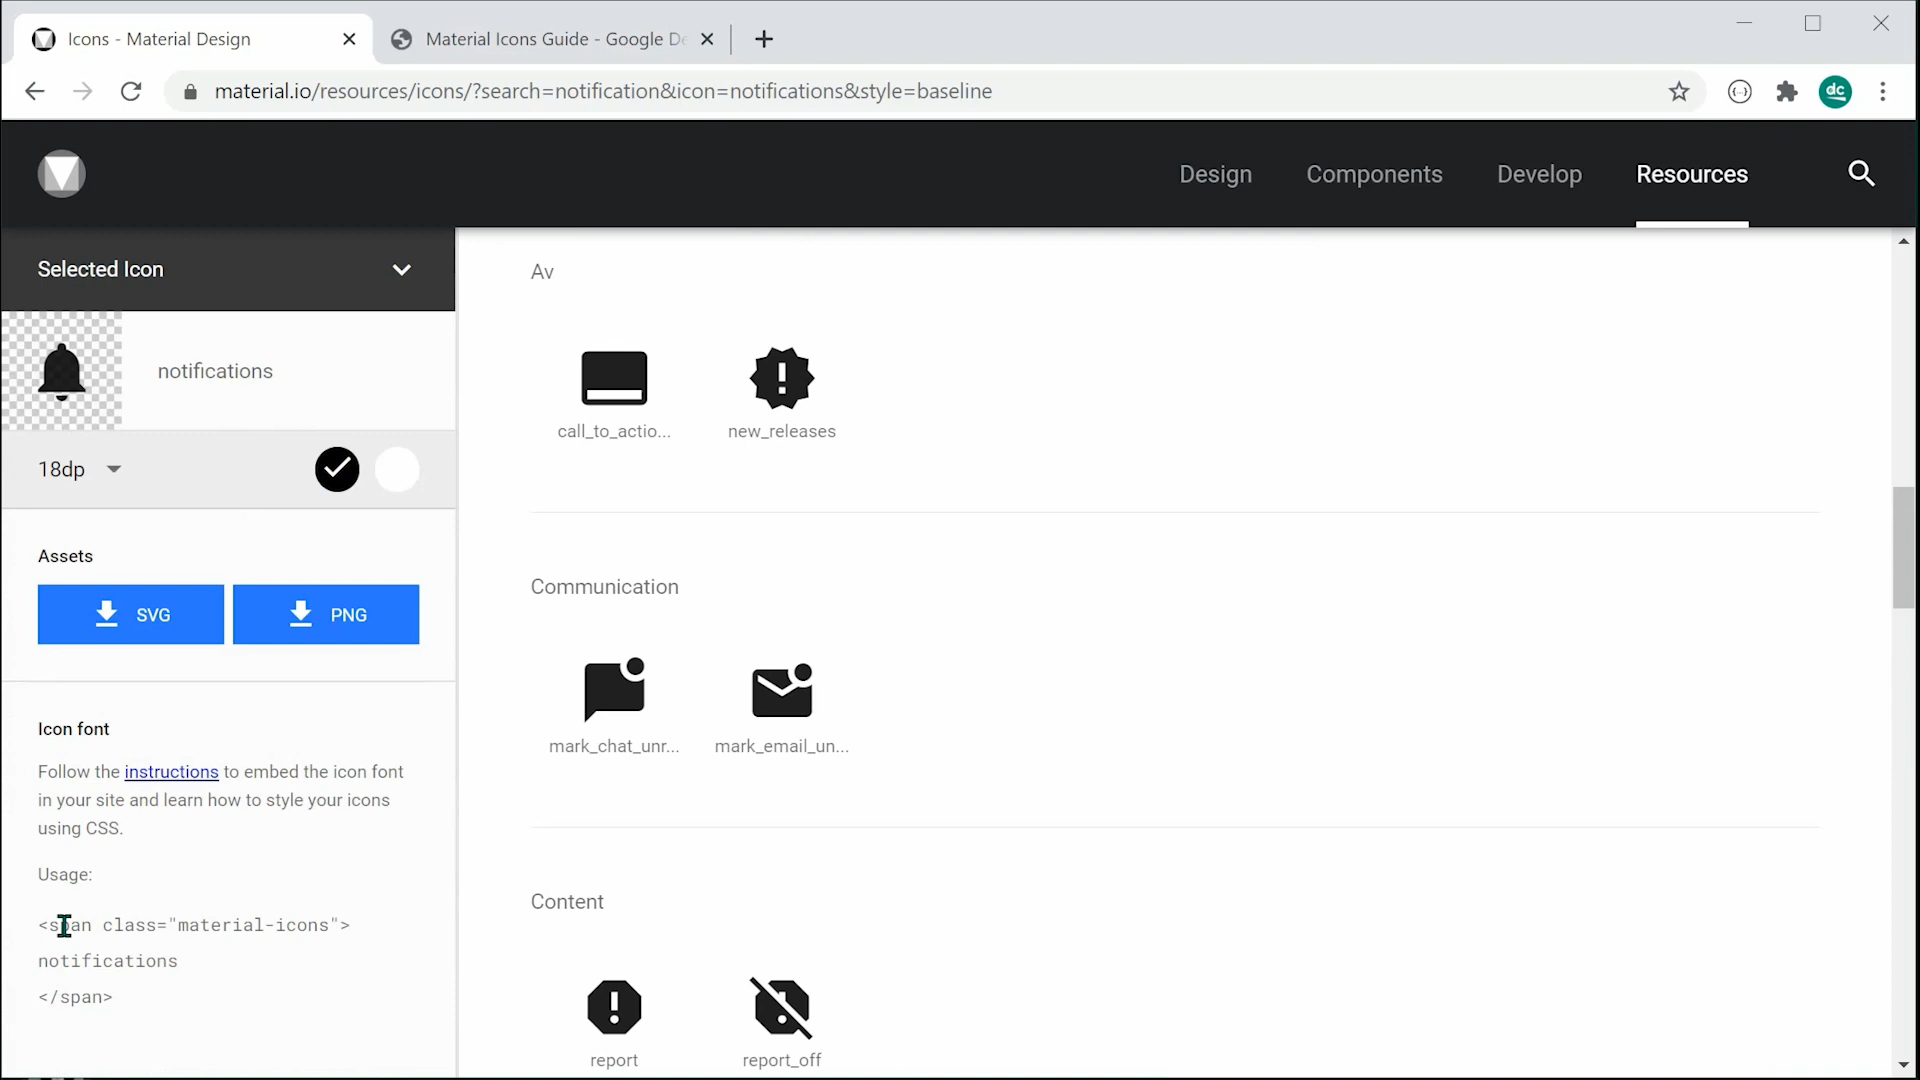 Icons - Material Design
Material Icons Guide - Google De
material.io/resources/icons/?search=notification&icon=notifications&style=baseline
dc
Design
Components
Develop
Resources
Selected Icon
notifications
18dp
Assets
SVG
PNG
Icon font
Follow the instructions to embed the icon font
in your site and learn how to style your icons
using CSS.
Usage:
<span class="material-icons">
notifications
</span>
Av
call_to_actio...
new_releases
Communication
mark_chat_unr...
mark_email_un...
Content
report
report_off